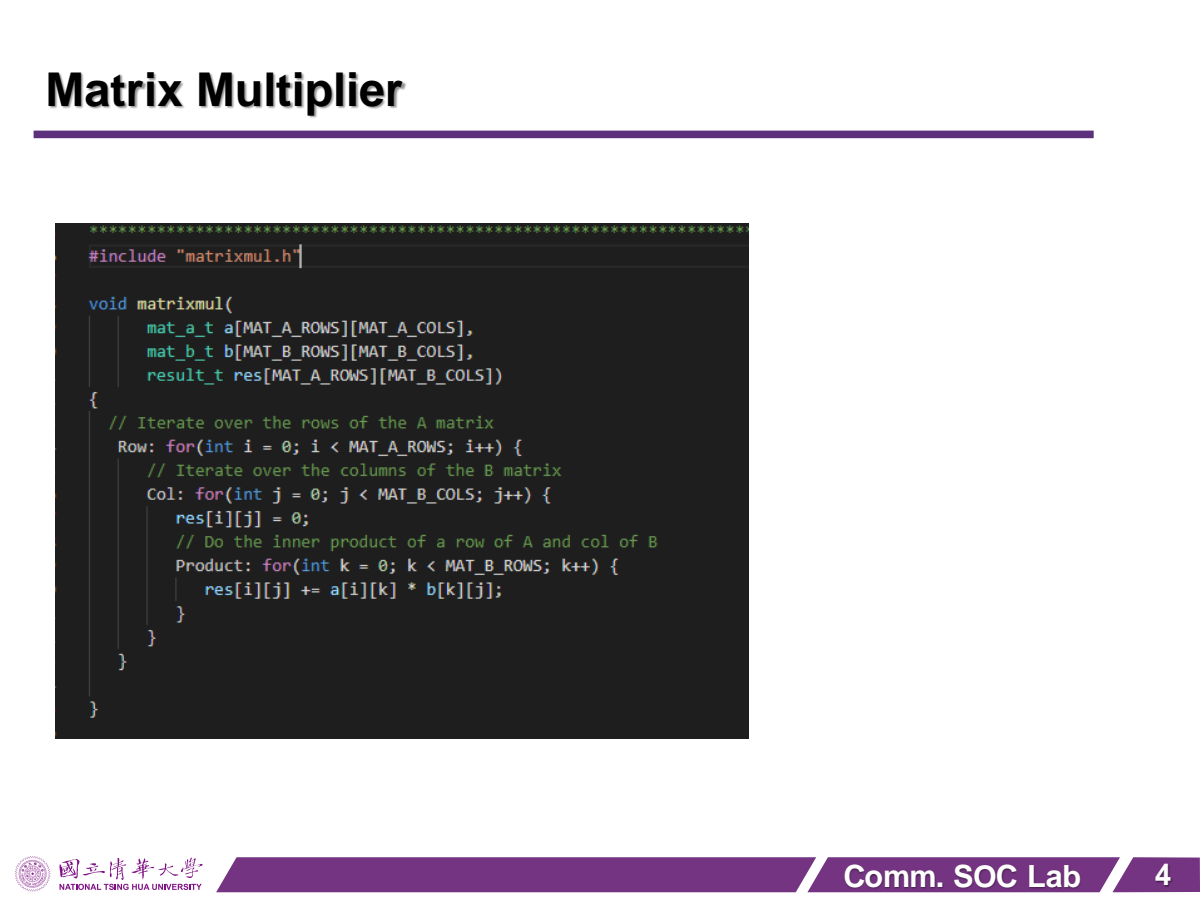 Matrix Multiplier
*********************************************************************
#include "matrixmul.h"
void matrixmul(
mat_a_t a[MAT_A_ROWS][MAT_A_COLS],
mat_b_t b[MAT_B_ROWS][MAT_B_COLS],
result_t res[MAT_A_ROWS][MAT_B_COLS])
{
// Iterate over the rows of the A matrix
Row: for(int i = 0; i < MAT_A_ROWS; i++) {
// Iterate over the columns of the B matrix
Col: for(int j = 0; j < MAT_B_COLS; j++) {
res[i][j] = 0;
// Do the inner product of a row of A and col of B
Product: for(int k = 0; k < MAT_B_ROWS; k++) {
res[i][j] += a[i][k] * b[k][j];
}
}
}
}
國立清華大學
NATIONAL TSING HUA UNIVERSITY
Comm. SOC Lab
4